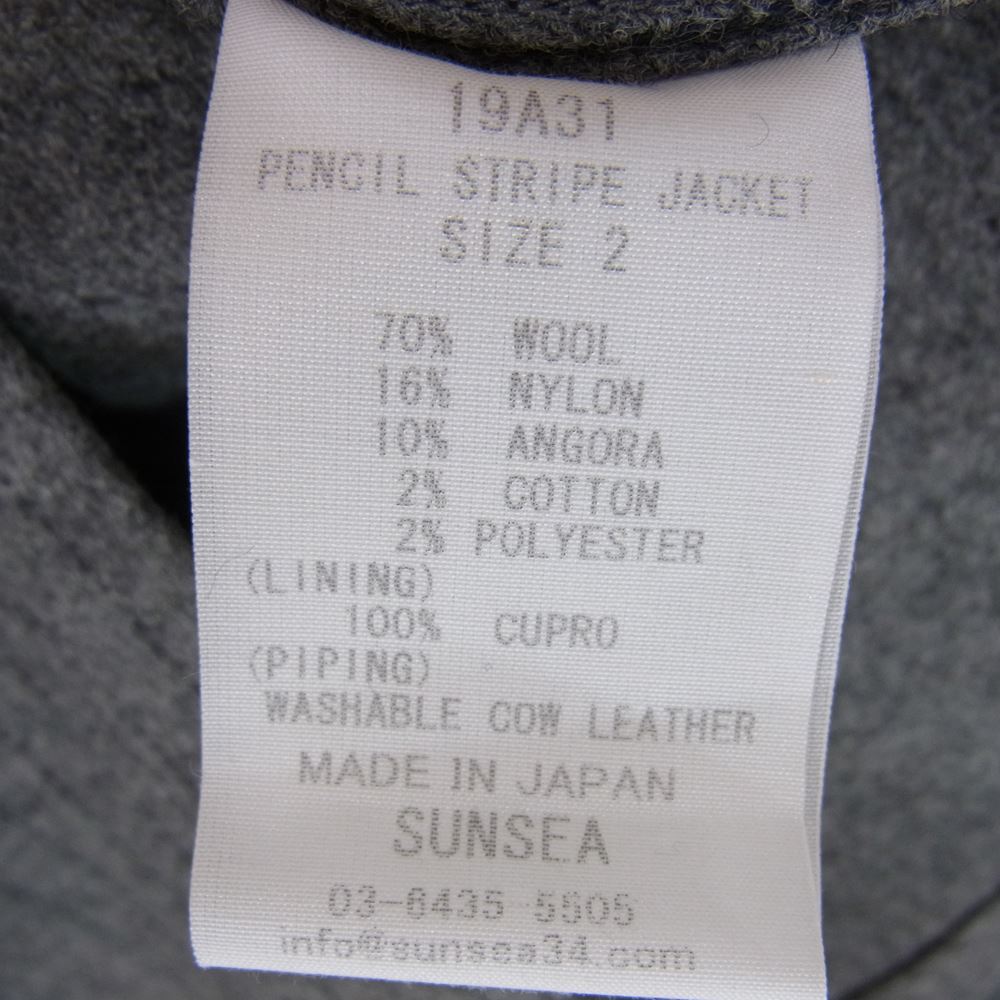 19A31
PENCIL STRIPE JACKET
SIZE 2
70% WOOL
16% NYLON
10% ANGORA
2% COTTON
2% POLYESTER
(LINING)
100% CUPRO
(PIPING)
WASHABLE COW LEATHER
MADE IN JAPAN
SUNSEA
03-6435
info@sunsea34.com